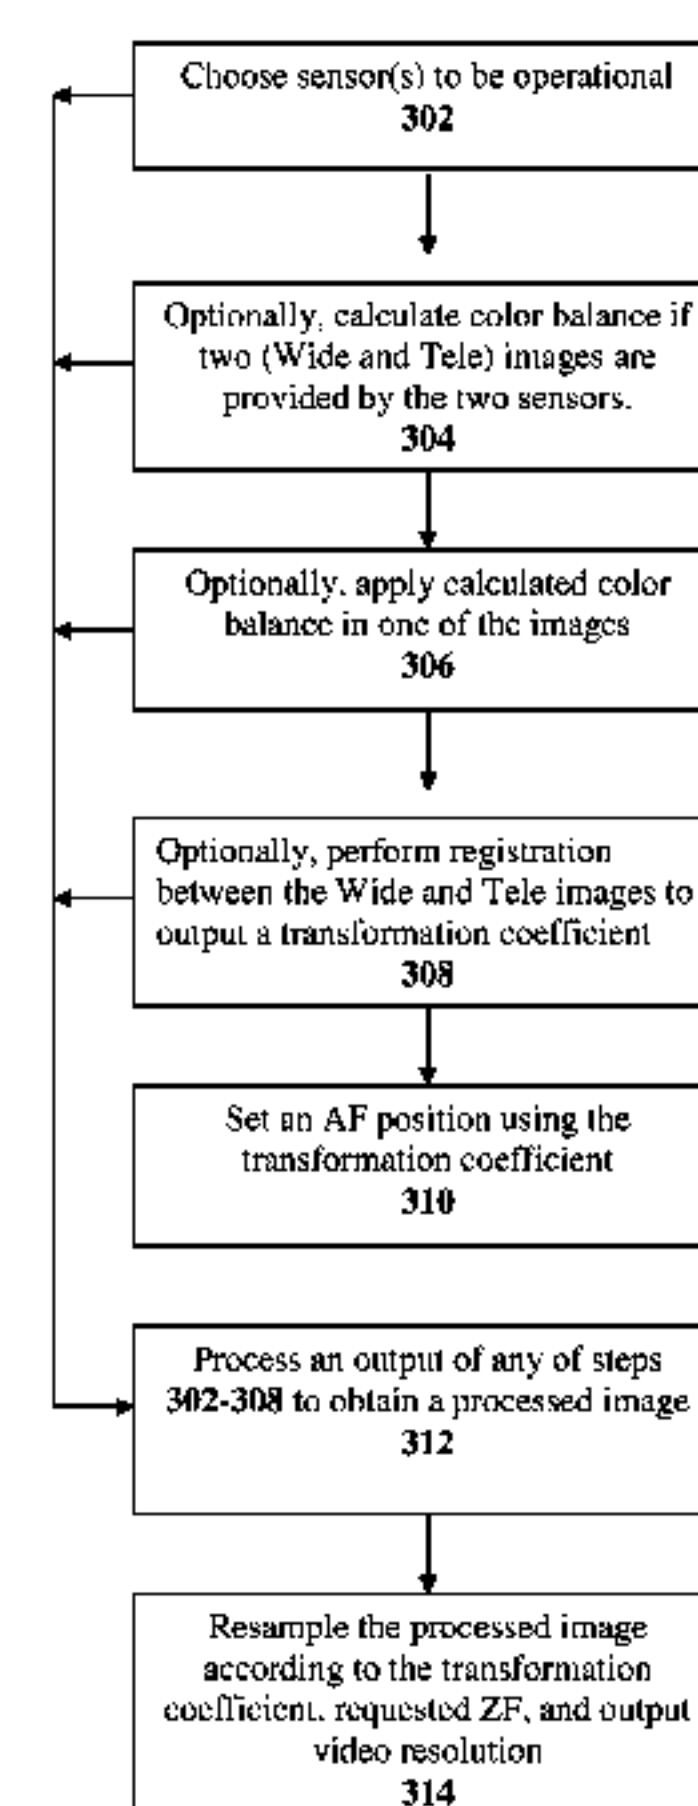 Choose sensor(s) to be operational
302
Optionally, calculate color balance if
two (Wide and Tele) images are
provided by the two sensors.
304
Optionally, apply calculated color
balance in one of the images
306
Optionally, perform registration
between the Wide and Tele images to
output a transformation coefficient
308
Set an AF position using the
transformation coefficient
310
Process an output of any of steps
302-308 to obtain a processed image
312
Resample the processed image
according to the transformation
coefficient, requested ZF, and output
video resolution
314